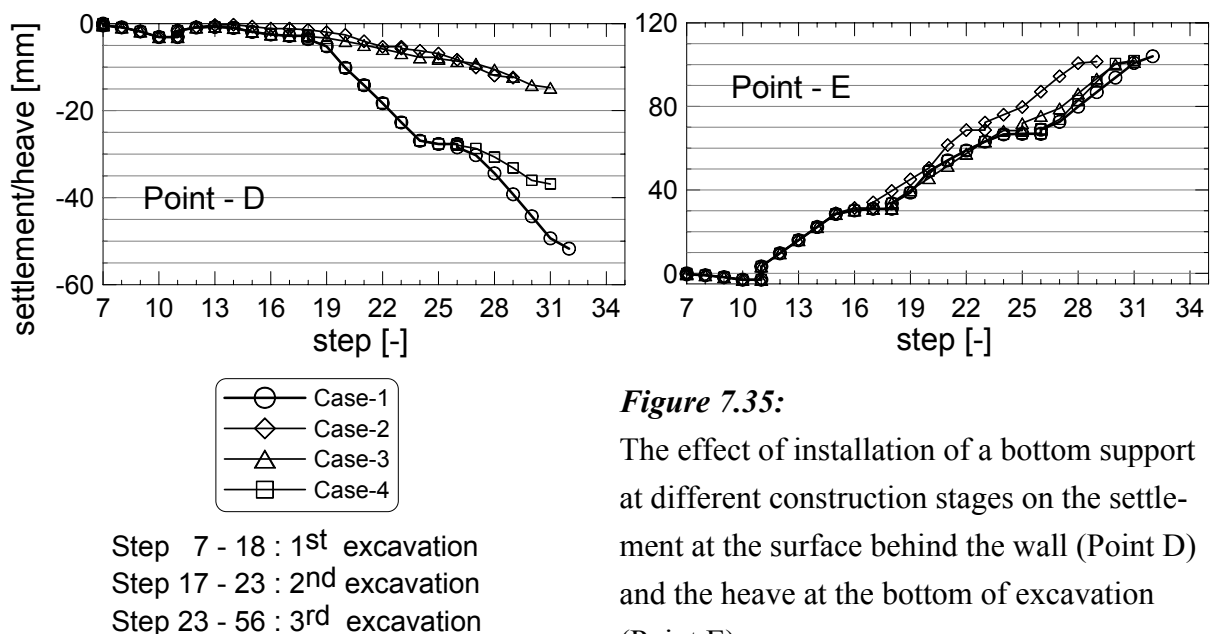 settlement/heave [mm]
0
-20
-40
-60
Point - D
7 10 13 16 19 22 25 28 31 34
step [-]
120
80
40
0
Point - E
7 10 13 16 19 22 25 28 31 34
step [-]
Case-1
Case-2
Case-3
Case-4
Step 7 - 18 : 1st excavation
Step 17 - 23 : 2nd excavation
Step 23 - 56 : 3rd excavation
Figure 7.35:
The effect of installation of a bottom support
at different construction stages on the settle-
ment at the surface behind the wall (Point D)
and the heave at the bottom of excavation
(Point E)